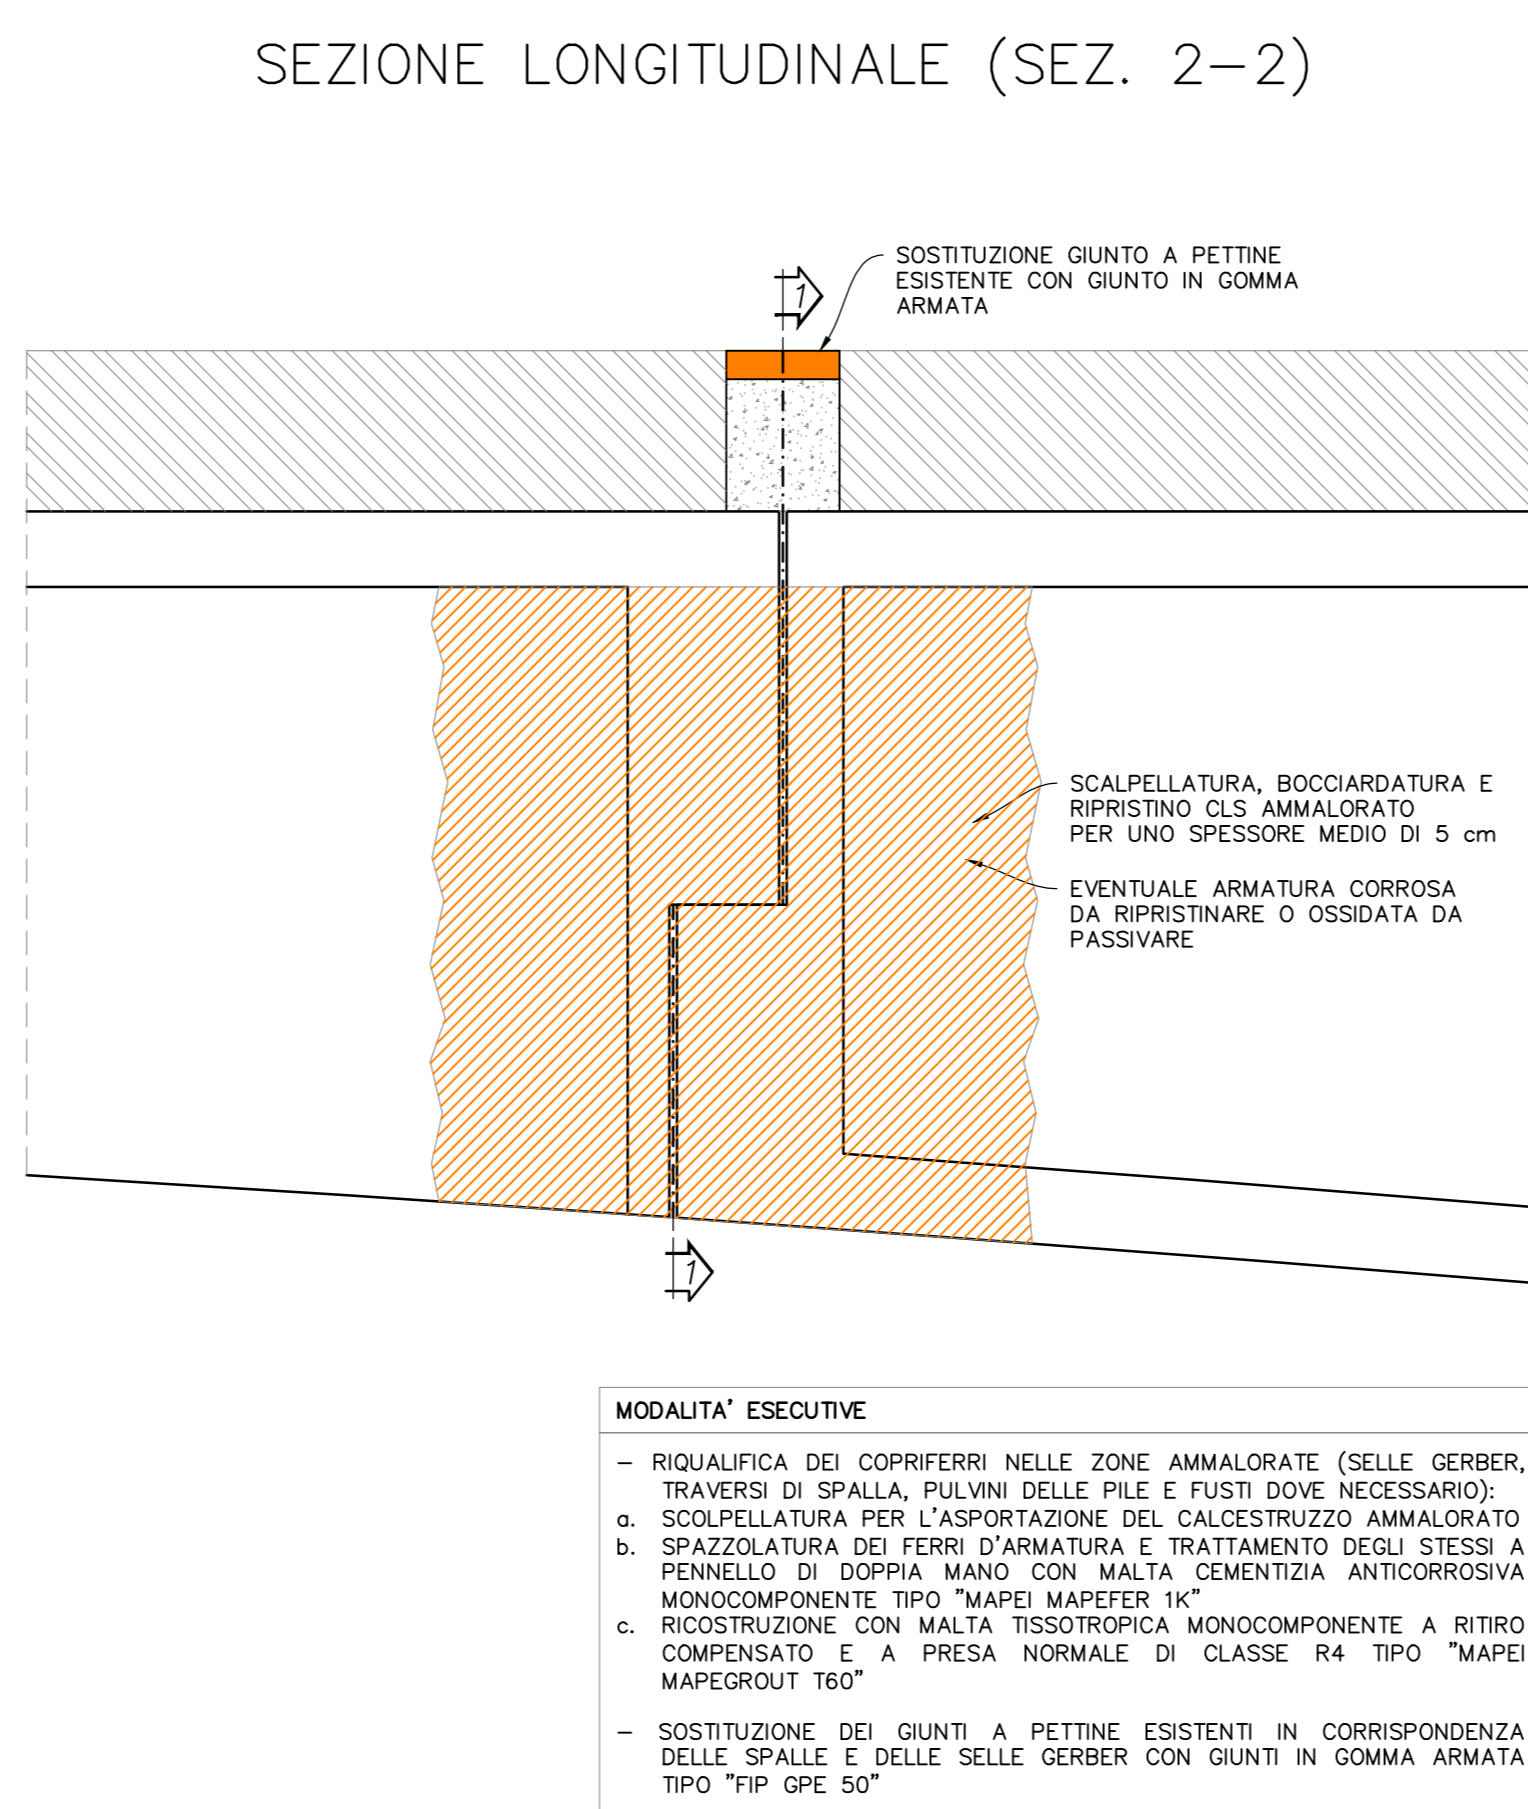 SEZIONE LONGITUDINALE (SEZ. 2-2)
SOSTITUZIONE GIUNTO A PETTINE
ESISTENTE CON GIUNTO IN GOMMA
ARMATA
1
SCALPELLATURA, BOCCIARDATURA E
RIPRISTINO CLS AMMALORATO
PER UNO SPESSORE MEDIO DI 5 cm
EVENTUALE ARMATURA CORROSA
DA RIPRISTINARE O OSSIDATA DA
PASSIVARE
1
MODALITA' ESECUTIVE
- RIQUALIFICA DEI COPRIFERRI NELLE ZONE AMMALORATE (SELLE GERBER,
TRAVERSI DI SPALLA, PULVINI DELLE PILE E FUSTI DOVE NECESSARIO):
a. SCOLPELLATURA PER L'ASPORTAZIONE DEL CALCESTRUZZO AMMALORATO
b. SPAZZOLATURA DEI FERRI D'ARMATURA E TRATTAMENTO DEGLI STESSI A
PENNELLO DI DOPPIA MANO CON MALTA CEMENTIZIA ANTICORROSIVA
MONOCOMPONENTE TIPO "MAPEI MAPEFER 1K"
c. RICOSTRUZIONE CON MALTA TISSOTROPICA MONOCOMPONENTE A RITIRO
COMPENSATO E A PRESA NORMALE DI CLASSE R4 TIPO "MAPEI
MAPEGROUT T60"
- SOSTITUZIONE DEI GIUNTI A PETTINE ESISTENTI IN CORRISPONDENZA
DELLE SPALLE E DELLE SELLE GERBER CON GIUNTI IN GOMMA ARMATA
TIPO "FIP GPE 50"